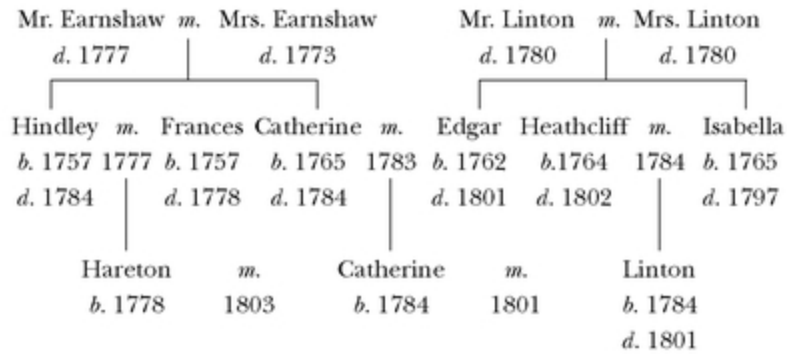 Mr. Earnshaw m. Mrs. Earnshaw Mr. Linton m. Mrs. Linton
d. 1777 d. 1773 d. 1780 d. 1780
Hindley m. Frances Catherine m. Edgar Heathcliff m. Isabella
b. 1757 1777 b. 1757 b. 1765 1783 b. 1762 b.1764 1784 b. 1765
d. 1784 d. 1778 d. 1784 d. 1801 d. 1802 d. 1797
Hareton m. Catherine m. Linton
b. 1778 1803 b. 1784 1801 b. 1784
d. 1801